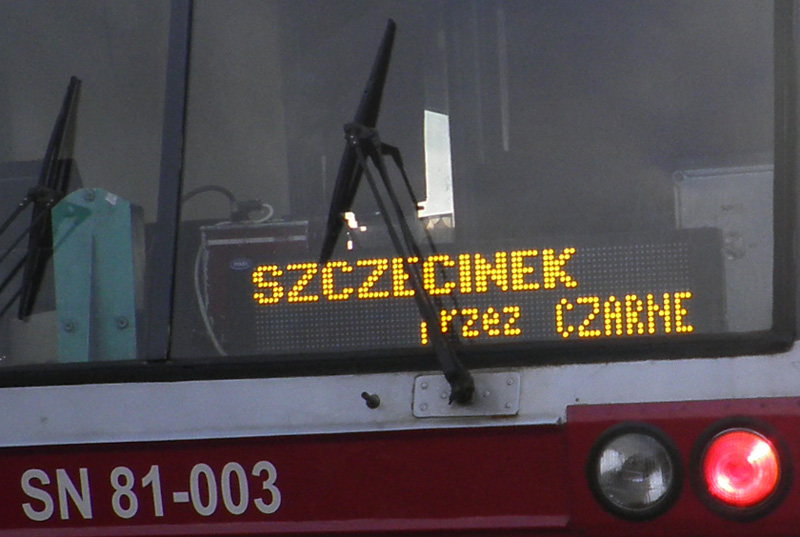 SZCZECINEK
przez CZARNE
SN 81-003